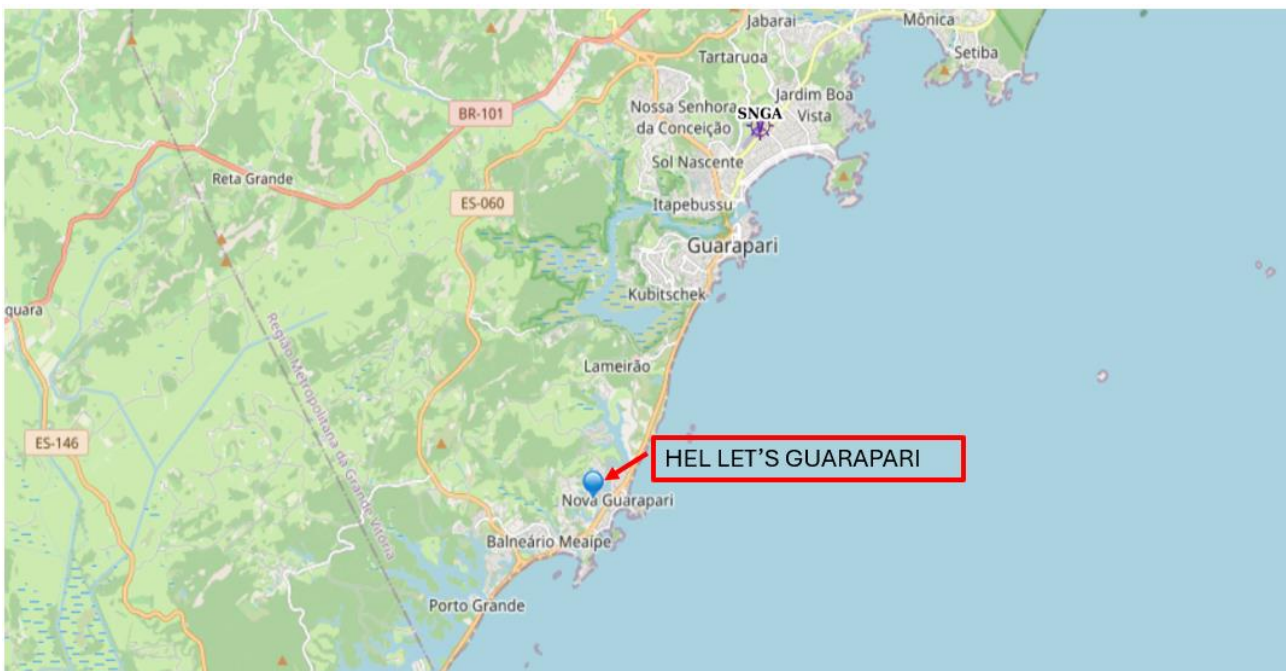 Jabarai
Mônica
Setiba
Tartaruga
Jardim Boa
Vista
Nossa Senhora
da Conceição
SNGA
BR-101
Sol Nascente
Reta Grande
ES-060
Itapebussu
Guarapari
Kubitschek
quara
Região Metropolitana da Grande Vitória
Lameirão
ES-146
HEL LET’S GUARAPARI
Nova Guarapari
Balneário Meaípe
Porto Grande